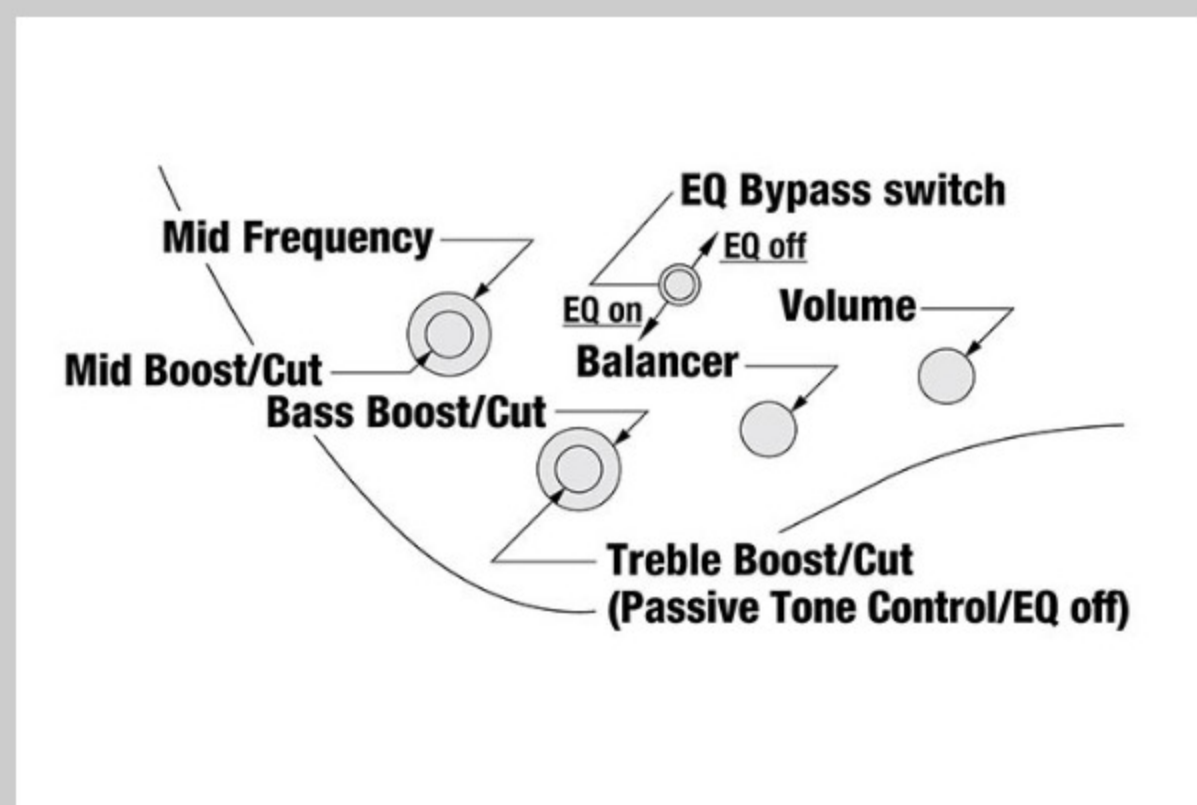 EQ Bypass switch
Mid Frequency
EQ off
EQ on
Volume
Balancer
Mid Boost/Cut
Bass Boost/Cut
Treble Boost/Cut
(Passive Tone Control/EQ off)